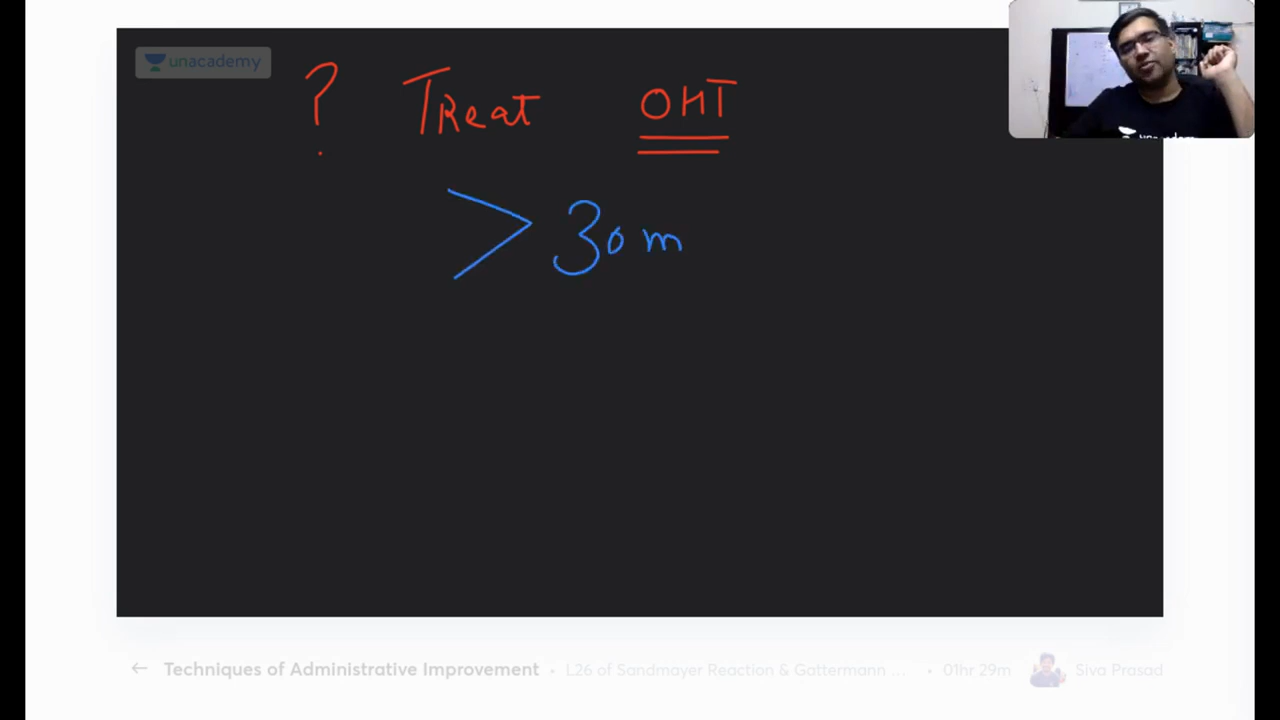 unacademy
? Treat OHT
> 30 m
← Techniques of Administrative Improvement • L26 of Sandmayer Reaction & Gattermann ... • 01hr 29m Siva Prasad